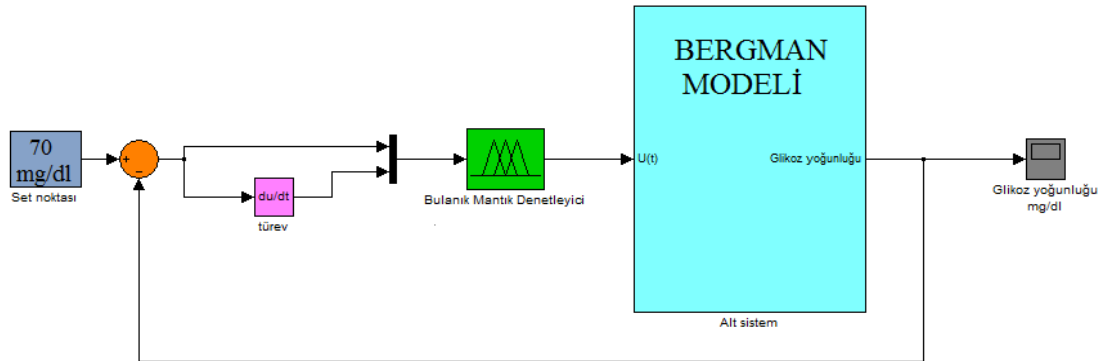 BERGMAN
MODELİ
70
mg/dl
Set noktası
du/dt
türev
Bulanık Mantık Denetleyici
U(t)
Glikoz yoğunluğu
Alt sistem
Glikoz yoğunluğu
mg/dl